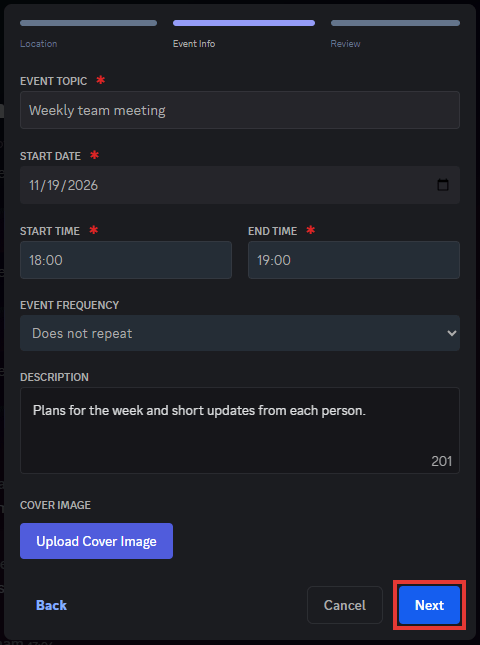 Location Event Info Review
EVENT TOPIC *
Weekly team meeting
START DATE *
11/19/2026
START TIME * END TIME *
18:00 19:00
EVENT FREQUENCY
Does not repeat
DESCRIPTION
Plans for the week and short updates from each person.
201
COVER IMAGE
Upload Cover Image
Back Cancel Next